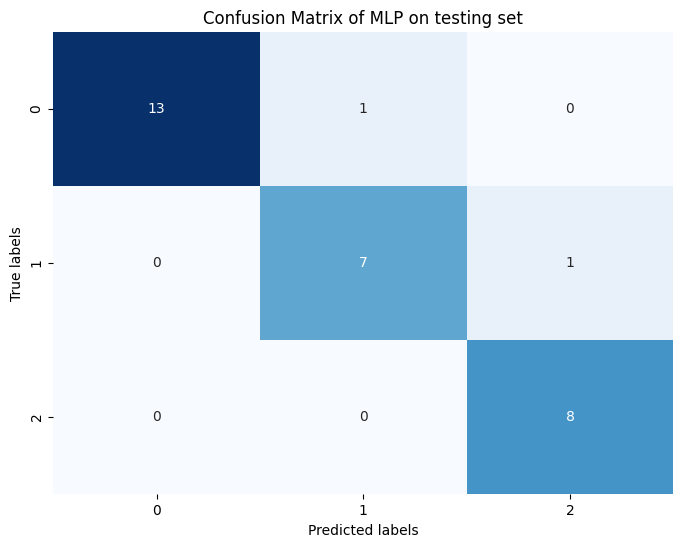 Confusion Matrix of MLP on testing set
0 13 1 0
1 0 7 1
2 0 0 8
0 1 2
True labels
Predicted labels